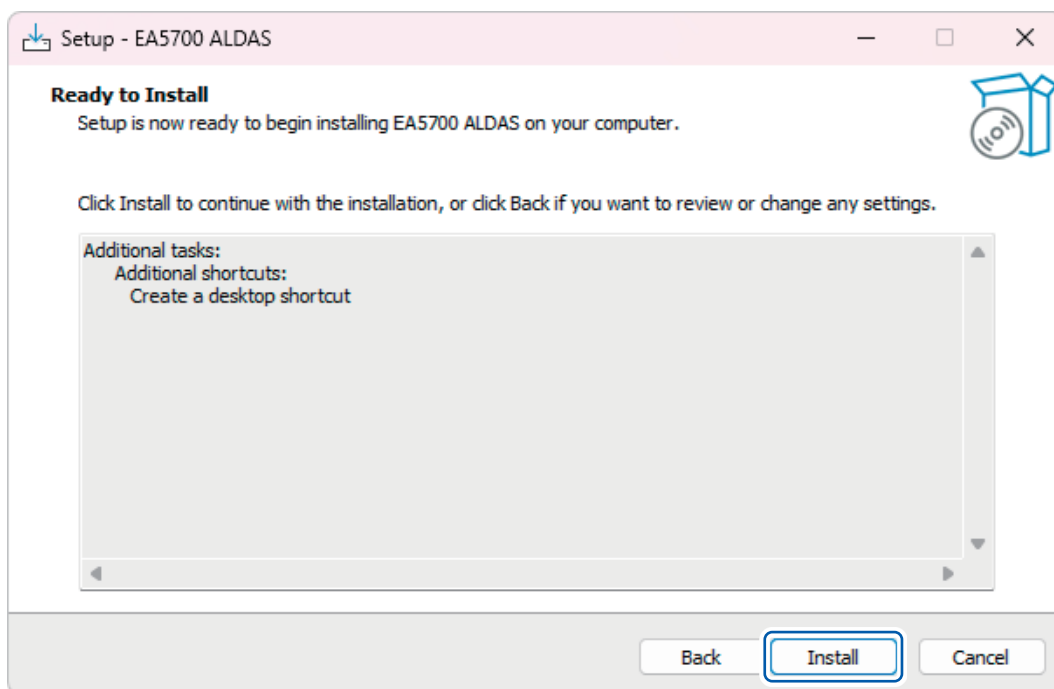 Setup - EA5700 ALDAS
Ready to Install
Setup is now ready to begin installing EA5700 ALDAS on your computer.
Click Install to continue with the installation, or click Back if you want to review or change any settings.
Additional tasks:
Additional shortcuts:
Create a desktop shortcut
Back
Install
Cancel